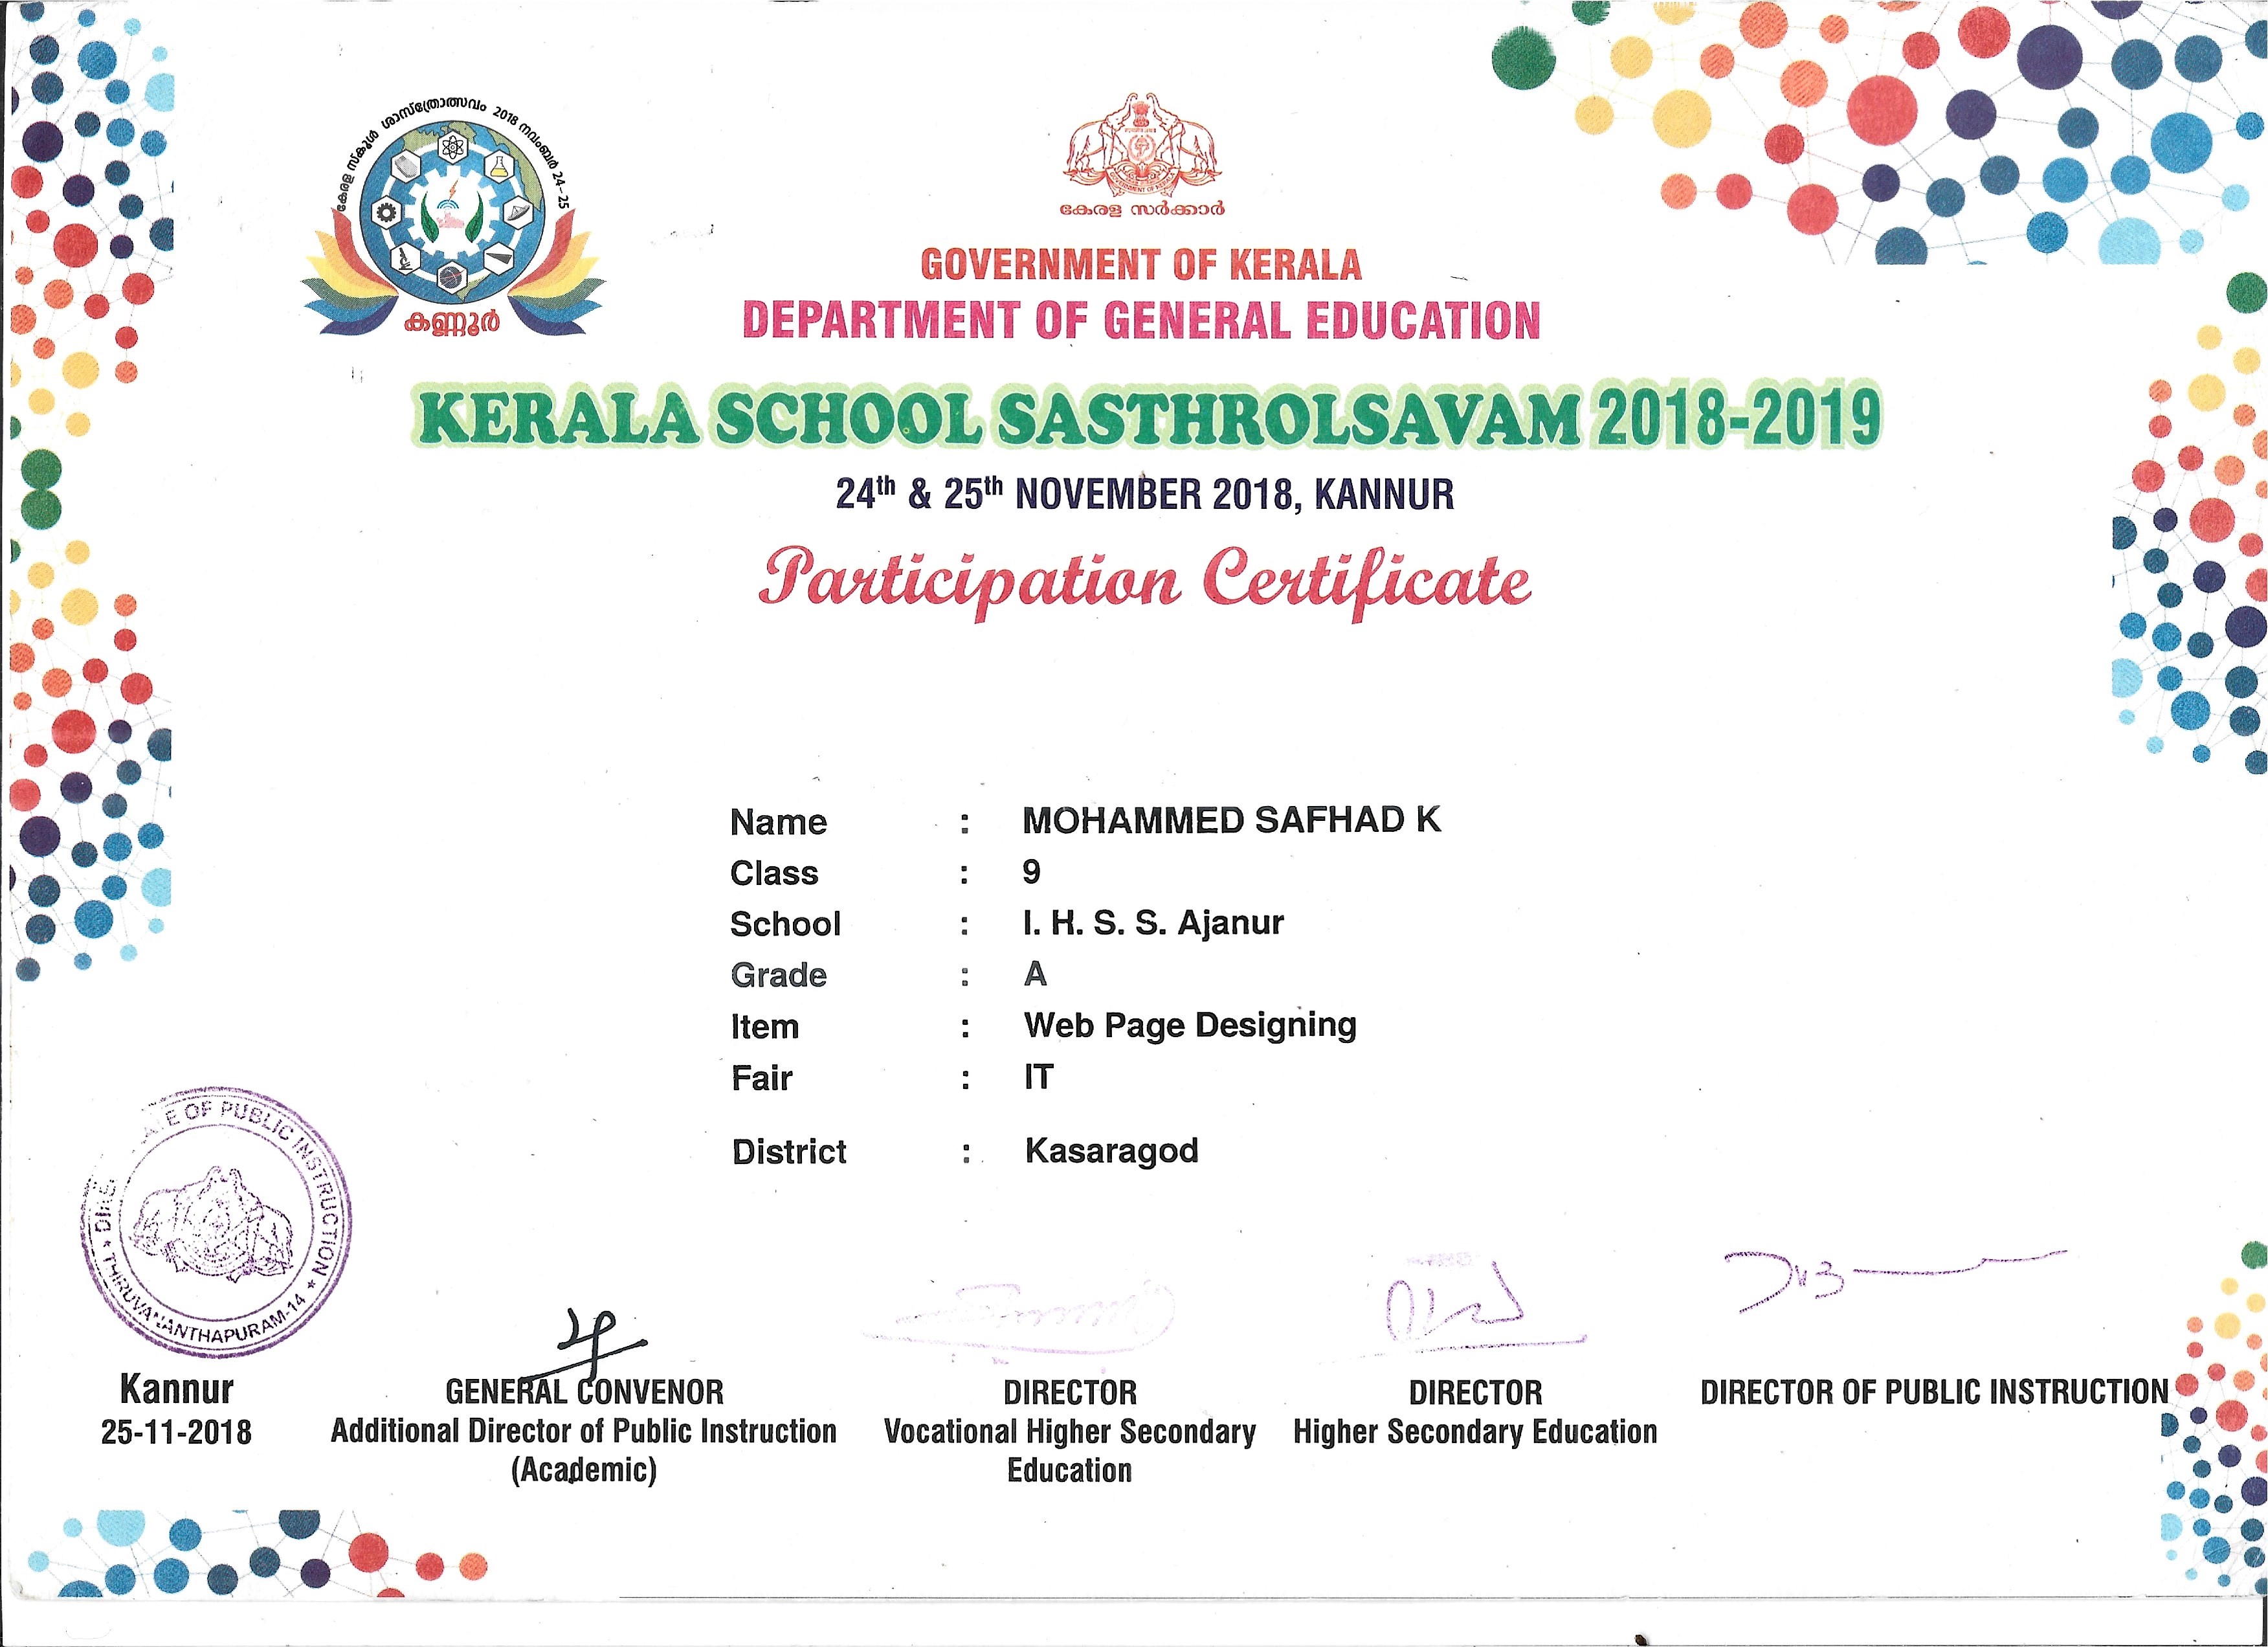 കേരള സ്കൂൾ ശാസ്ത്രോത്സവം 2018 നവംബർ 24-25
കണ്ണൂർ
കേരള സർക്കാർ
GOVERNMENT OF KERALA
DEPARTMENT OF GENERAL EDUCATION
KERALA SCHOOL SASTHROLSAVAM 2018-2019
24th & 25th NOVEMBER 2018, KANNUR
Participation Certificate
Name : MOHAMMED SAFHAD K
Class : 9
School : I. H. S. S. Ajanur
Grade : A
Item : Web Page Designing
Fair : IT
District : Kasaragod
OF PUBLIC INSTRUCTION
THIRUVANANTHAPURAM-14
Kannur
25-11-2018
GENERAL CONVENOR
Additional Director of Public Instruction
(Academic)
DIRECTOR
Vocational Higher Secondary
Education
DIRECTOR
Higher Secondary Education
DIRECTOR OF PUBLIC INSTRUCTION